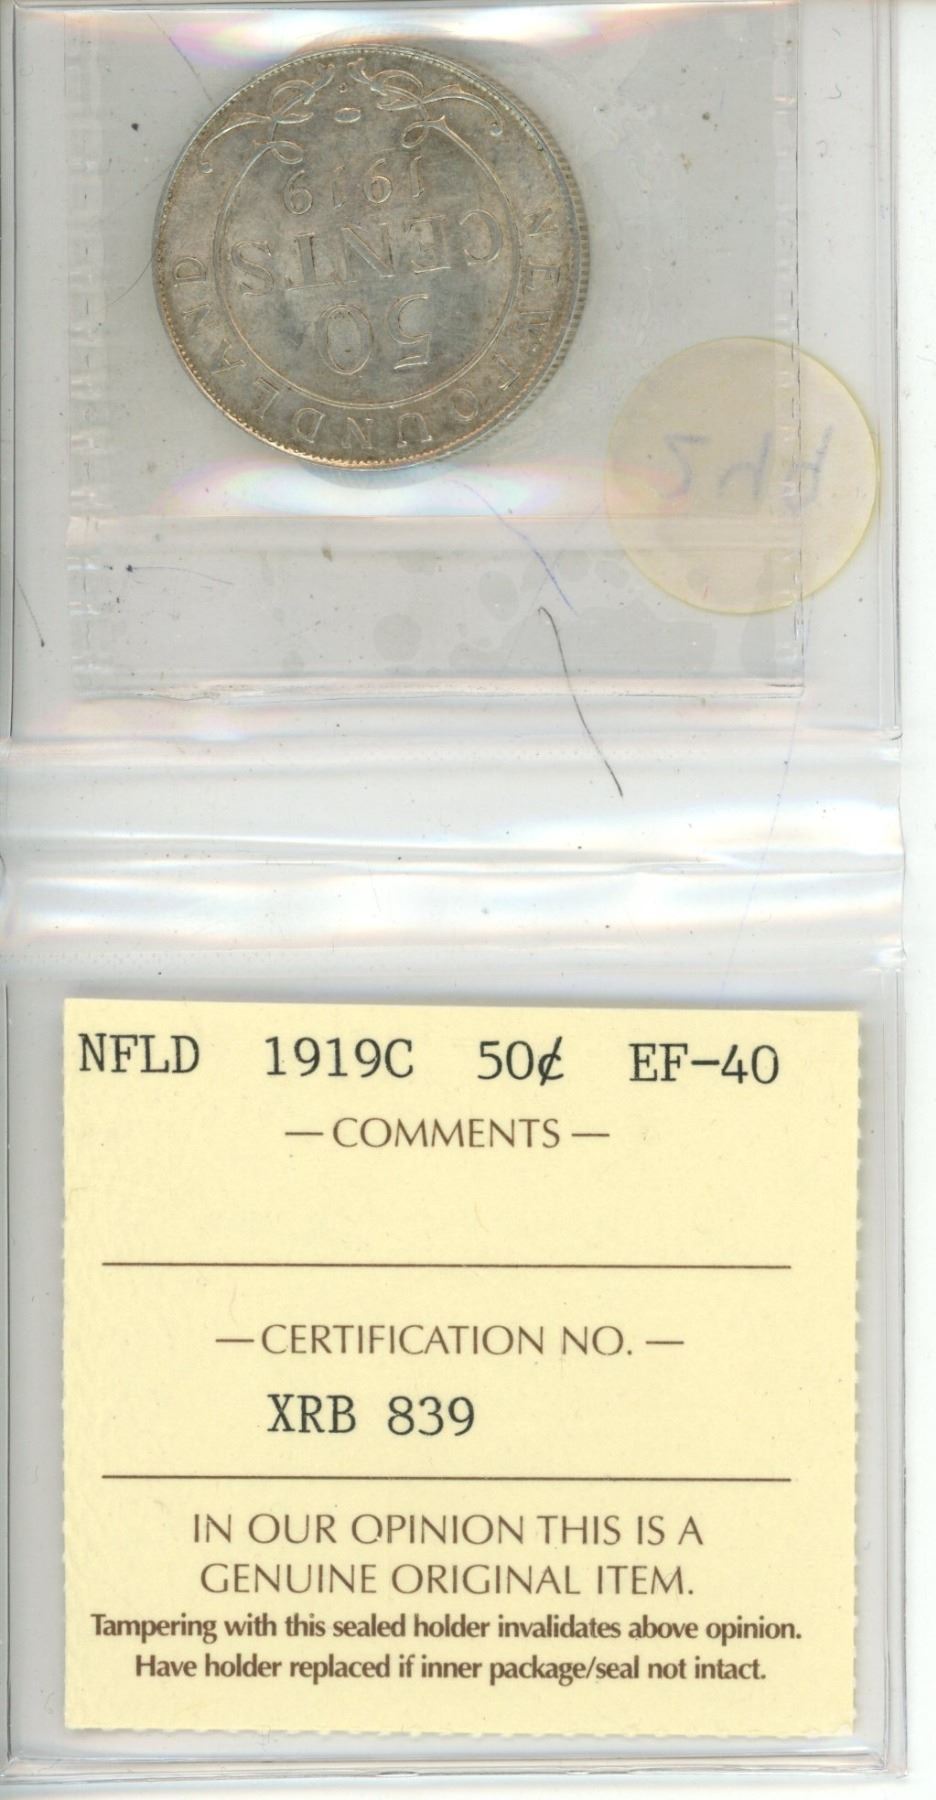 50
CENTS
1919
NEWFOUNDLAND
NFLD 1919C 50¢ EF-40
— COMMENTS —
— CERTIFICATION NO. —
XRB 839
IN OUR OPINION THIS IS A
GENUINE ORIGINAL ITEM.
Tampering with this sealed holder invalidates above opinion.
Have holder replaced if inner package/seal not intact.